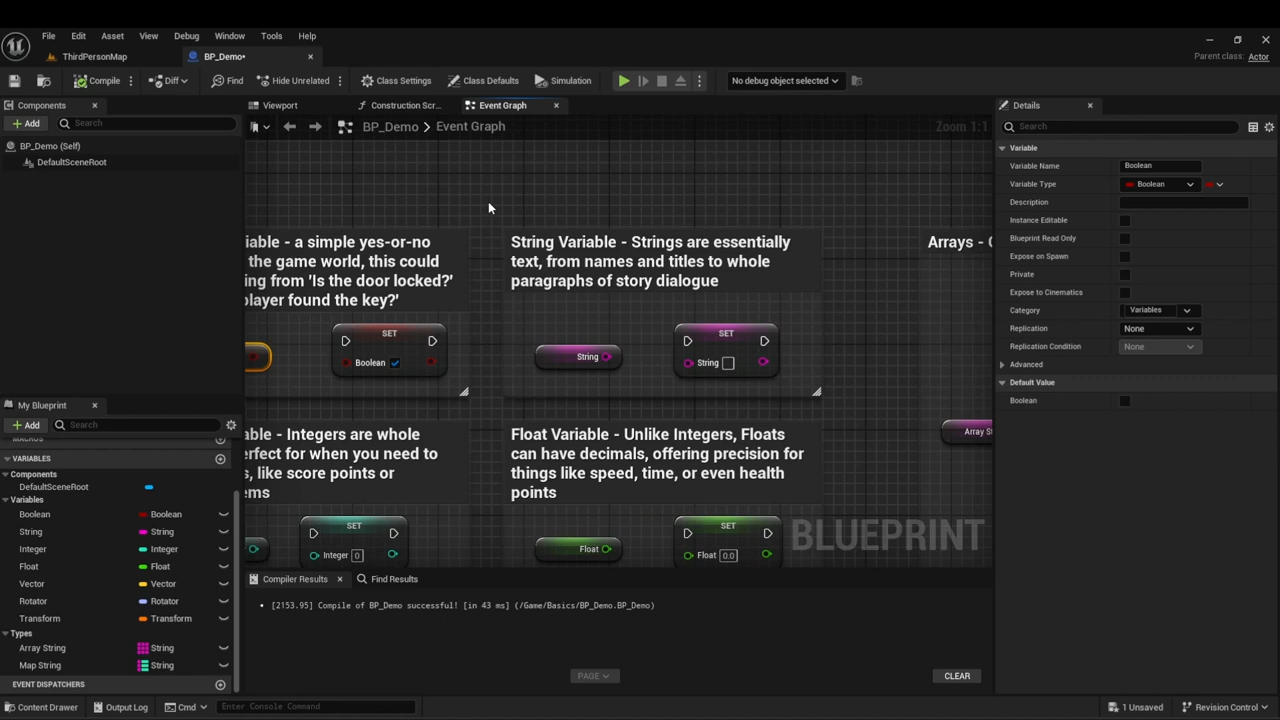 File Edit Asset View Debug Window Tools Help
ThirdPersonMap
BP_Demo•
Parent class: Actor
Compile
Diff
Find
Hide Unrelated
Class Settings
Class Defaults
Simulation
No debug object selected
Components
Add
Search
BP_Demo (Self)
DefaultSceneRoot
Viewport
Construction Scr...
Event Graph
BP_Demo > Event Graph
Zoom 1:1
iable - a simple yes-or-no
the game world, this could
ng from 'Is the door locked?'
layer found the key?'
SET
Boolean
String Variable - Strings are essentially
text, from names and titles to whole
paragraphs of story dialogue
String
SET
String
Arrays - 
Array St
ble - Integers are whole
erfect for when you need to
s, like score points or
ems
SET
Integer 0
Float Variable - Unlike Integers, Floats
can have decimals, offering precision for
things like speed, time, or even health
points
Float
SET
Float 0.0
BLUEPRINT
My Blueprint
Add
Search
MACROS
VARIABLES
Components
DefaultSceneRoot
Variables
Boolean Boolean
String String
Integer Integer
Float Float
Vector Vector
Rotator Rotator
Transform Transform
Types
Array String String
Map String String
EVENT DISPATCHERS
Compiler Results
Find Results
[2153.95] Compile of BP_Demo successful! [in 43 ms] (/Game/Basics/BP_Demo.BP_Demo)
PAGE
CLEAR
Details
Search
Variable
Variable Name Boolean
Variable Type Boolean
Description
Instance Editable
Blueprint Read Only
Expose on Spawn
Private
Expose to Cinematics
Category Variables
Replication None
Replication Condition None
Advanced
Default Value
Boolean
Content Drawer
Output Log
Cmd
Enter Console Command
1 Unsaved
Revision Control